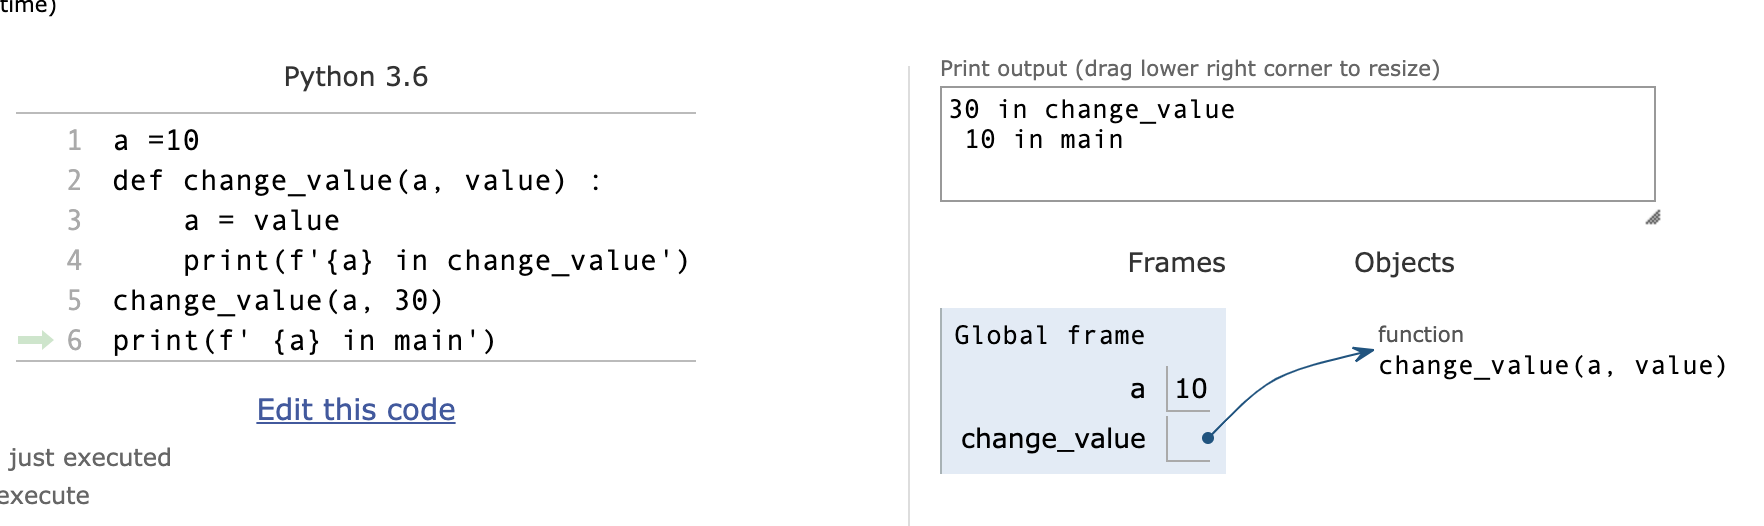 time)
Python 3.6
1 a =10
2 def change_value(a, value) :
3     a = value
4     print(f'{a} in change_value')
5 change_value(a, 30)
6 print(f' {a} in main')
Edit this code
just executed
execute
Print output (drag lower right corner to resize)
30 in change_value
 10 in main
Frames Objects
Global frame
a 10
change_value
function
change_value(a, value)